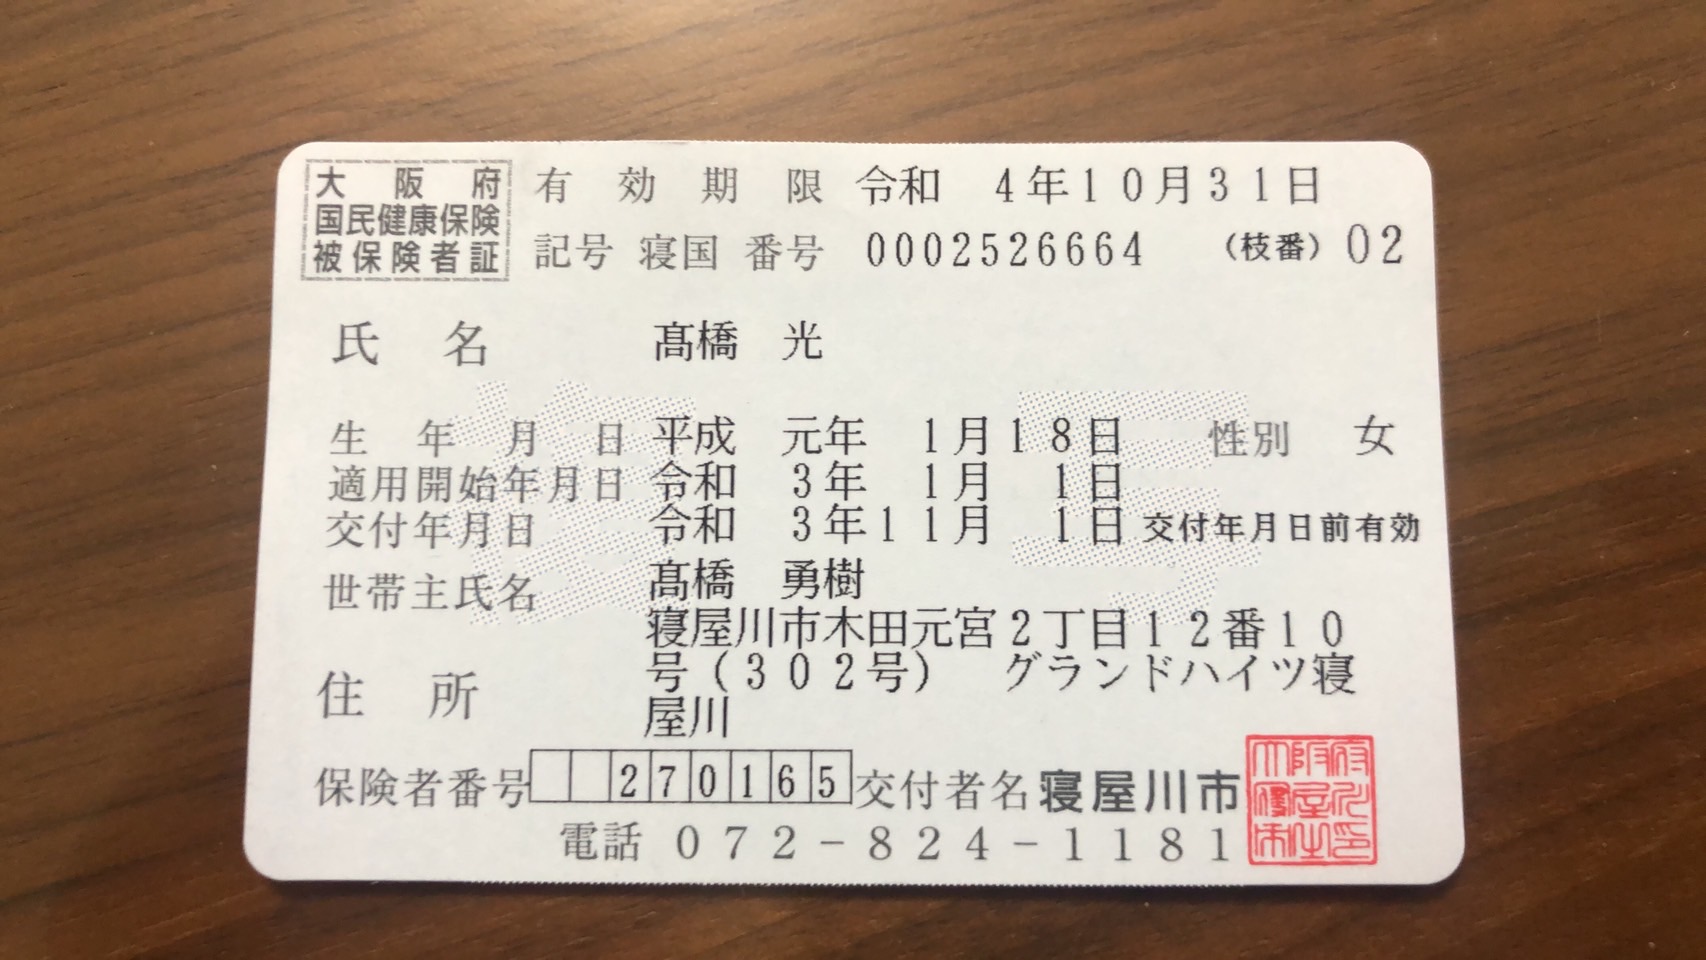 大阪府
国民健康保険
被保険者証
有効期限 令和 4年10月31日
記号 寝国 番号 0002526664 (枝番) 02
氏名 髙橋 光
生年月日 平成 元年 1月18日 性別 女
適用開始年月日 令和 3年 1月 1日
交付年月日 令和 3年11月 1日 交付年月日前有効
世帯主氏名 髙橋 勇樹
住所 寝屋川市木田元宮2丁目12番10
号(302号) グランドハイツ寝
屋川
保険者番号 270165 交付者名 寝屋川市
電話 072-824-1181